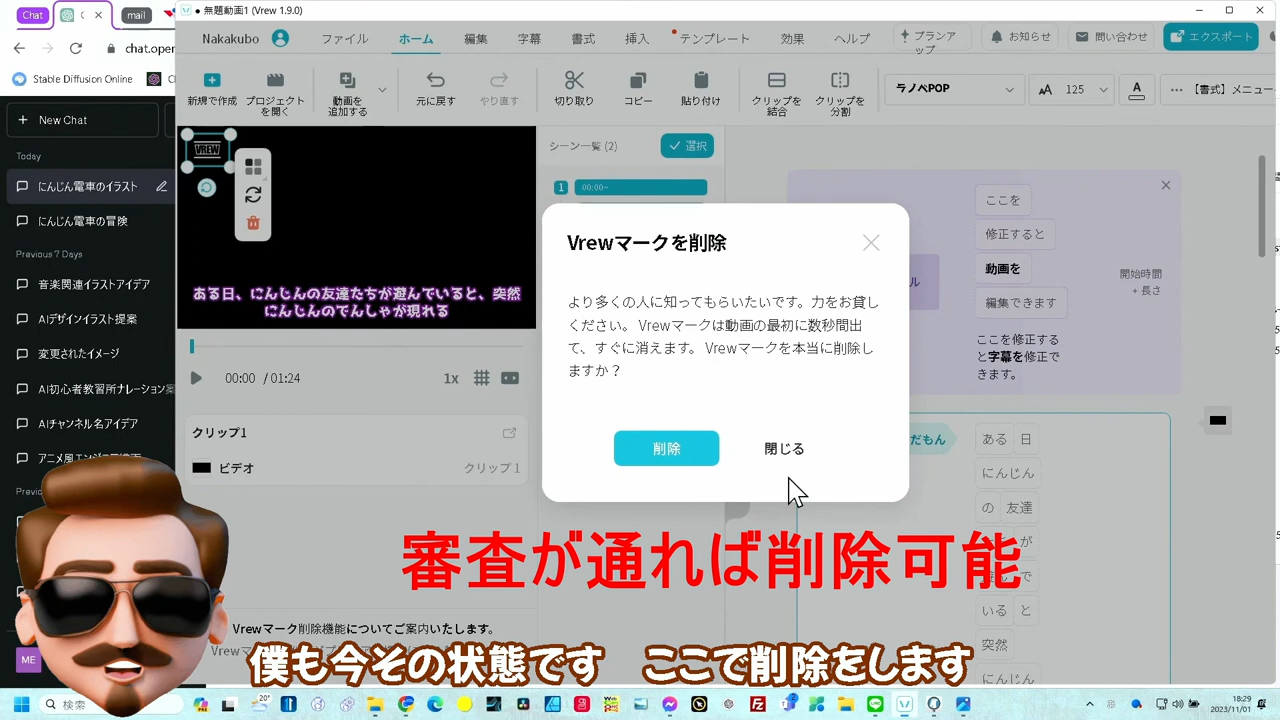 Chat
mail
● 無題動画1 (Vrew 1.9.0)
Nakakubo
ファイル
ホーム
編集
字幕
書式
挿入
テンプレート
効果
ヘルプ
プランアップ
お知らせ
問い合わせ
エクスポート
chat.open
Stable Diffusion Online
新規で作成
プロジェクトを開く
動画を追加する
元に戻す
やり直す
切り取り
コピー
貼り付け
クリップを結合
クリップを分割
ラノベPOP
125
【書式】メニュー
New Chat
Today
にんじん電車のイラスト
にんじん電車の冒険
Previous 7 Days
音楽関連イラストアイデア
AIデザインイラスト提案
変更されたイメージ
AI初心者教習所ナレーション案
AIチャンネル名アイデア
ME
VREW
ある日、にんじんの友達たちが遊んでいると、突然
にんじんのでんしゃが現れる
00:00 / 01:24
1x
クリップ1
ビデオ
クリップ 1
シーン一覧 (2)
選択
1
00:00~
Vrewマークを削除
より多くの人に知ってもらいたいです。力をお貸し
ください。 Vrewマークは動画の最初に数秒間出
て、すぐに消えます。 Vrewマークを本当に削除し
ますか？
削除
閉じる
ここを
修正すると
動画を
編集できます
開始時間
+ 長さ
ル
ここを修正する
と字幕を修正で
きます。
だもん
ある 日
にんじん
の 友達
が
で
いる と
突然
にんじん
審査が通れば削除可能
Vrewマーク削除機能についてご案内いたします。
僕も今その状態です ここで削除をします
検索
20°
18:29
2023/11/01